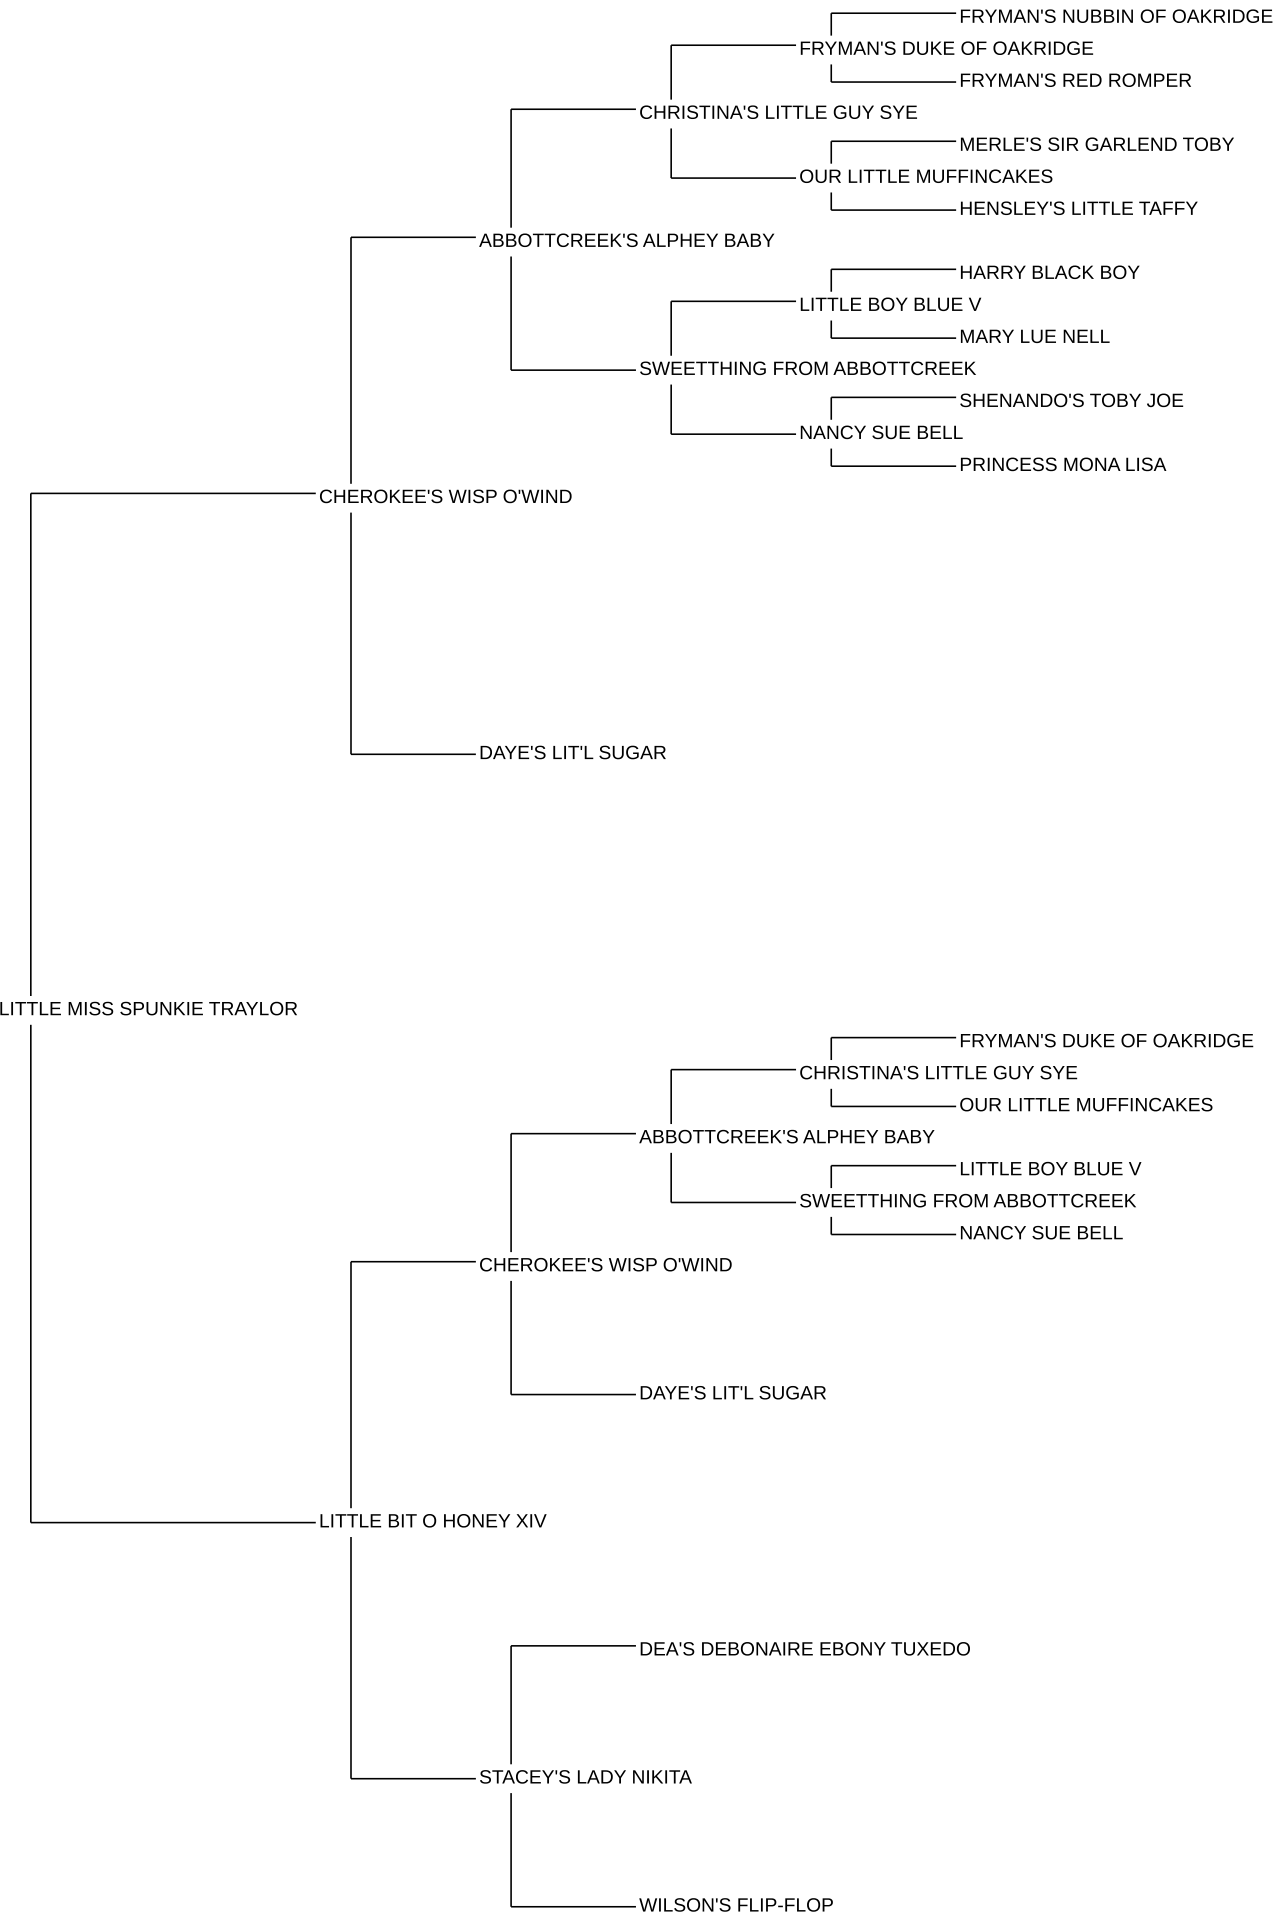 FRYMAN'S NUBBIN OF OAKRIDGE
FRYMAN'S DUKE OF OAKRIDGE
FRYMAN'S RED ROMPER
CHRISTINA'S LITTLE GUY SYE
MERLE'S SIR GARLEND TOBY
OUR LITTLE MUFFINCAKES
HENSLEY'S LITTLE TAFFY
ABBOTTCREEK'S ALPHEY BABY
HARRY BLACK BOY
LITTLE BOY BLUE V
MARY LUE NELL
SWEETTHING FROM ABBOTTCREEK
SHENANDO'S TOBY JOE
NANCY SUE BELL
PRINCESS MONA LISA
CHEROKEE'S WISP O'WIND
DAYE'S LIT'L SUGAR
LITTLE MISS SPUNKIE TRAYLOR
FRYMAN'S DUKE OF OAKRIDGE
CHRISTINA'S LITTLE GUY SYE
OUR LITTLE MUFFINCAKES
ABBOTTCREEK'S ALPHEY BABY
LITTLE BOY BLUE V
SWEETTHING FROM ABBOTTCREEK
NANCY SUE BELL
CHEROKEE'S WISP O'WIND
DAYE'S LIT'L SUGAR
LITTLE BIT O HONEY XIV
DEA'S DEBONAIRE EBONY TUXEDO
STACEY'S LADY NIKITA
WILSON'S FLIP-FLOP